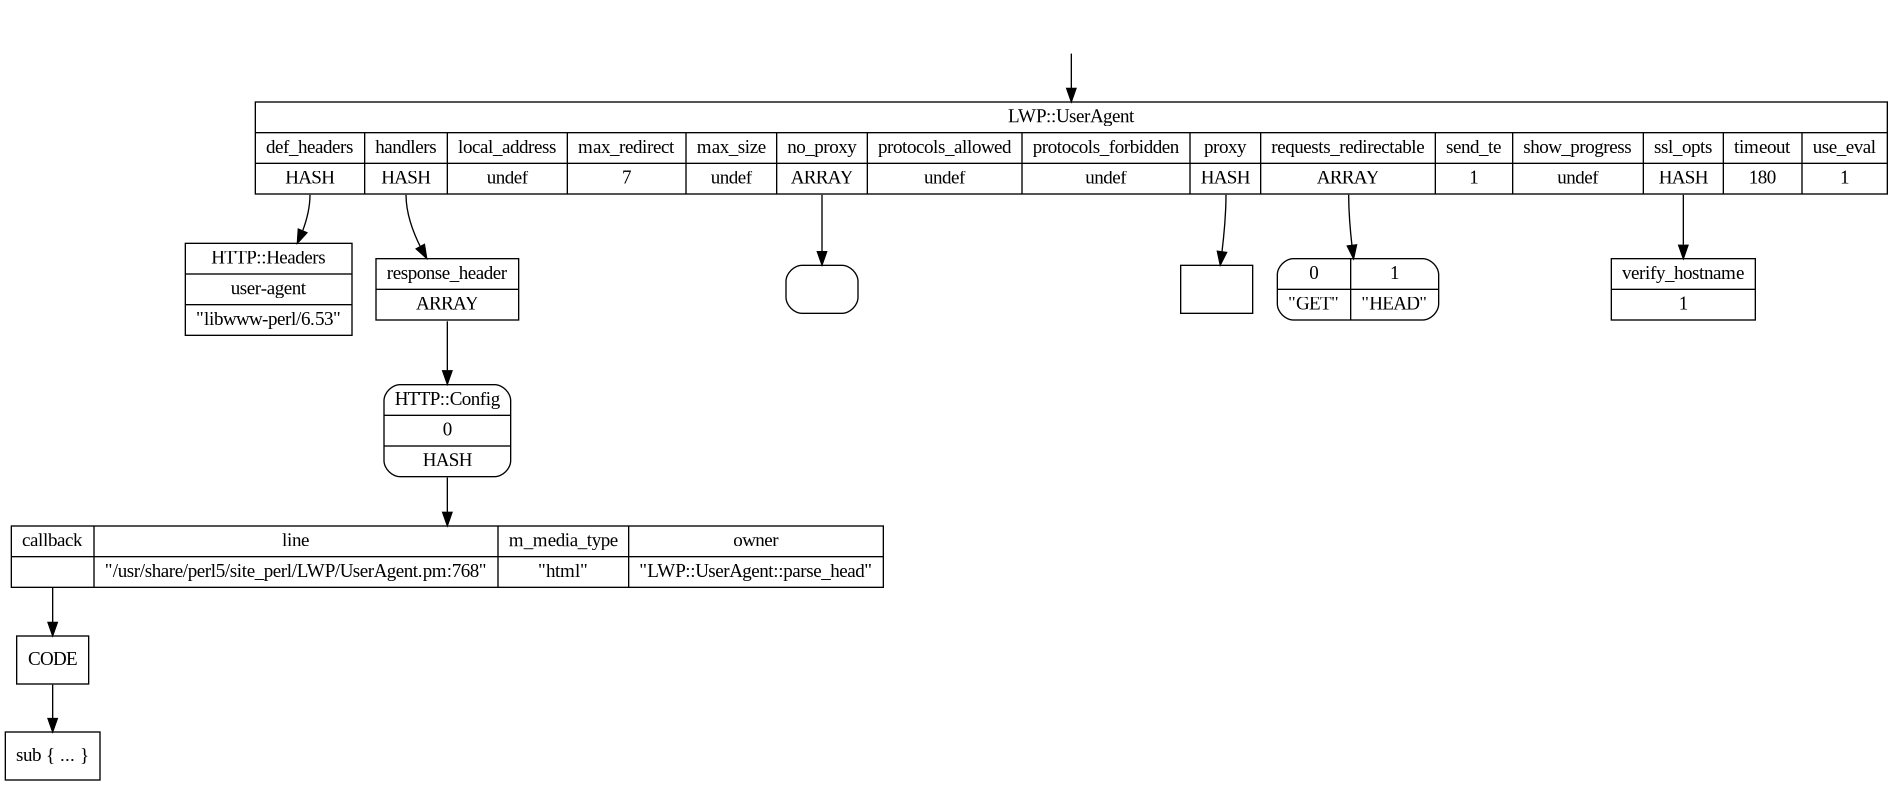 LWP::UserAgent
def_headers handlers local_address max_redirect max_size no_proxy protocols_allowed protocols_forbidden proxy requests_redirectable send_te show_progress ssl_opts timeout use_eval
HASH HASH undef 7 undef ARRAY undef undef HASH ARRAY 1 undef HASH 180 1
HTTP::Headers
user-agent
"libwww-perl/6.53"
response_header
ARRAY
0 1
"GET" "HEAD"
verify_hostname
1
HTTP::Config
0
HASH
callback line m_media_type owner
"/usr/share/perl5/site_perl/LWP/UserAgent.pm:768" "html" "LWP::UserAgent::parse_head"
CODE
sub { ... }